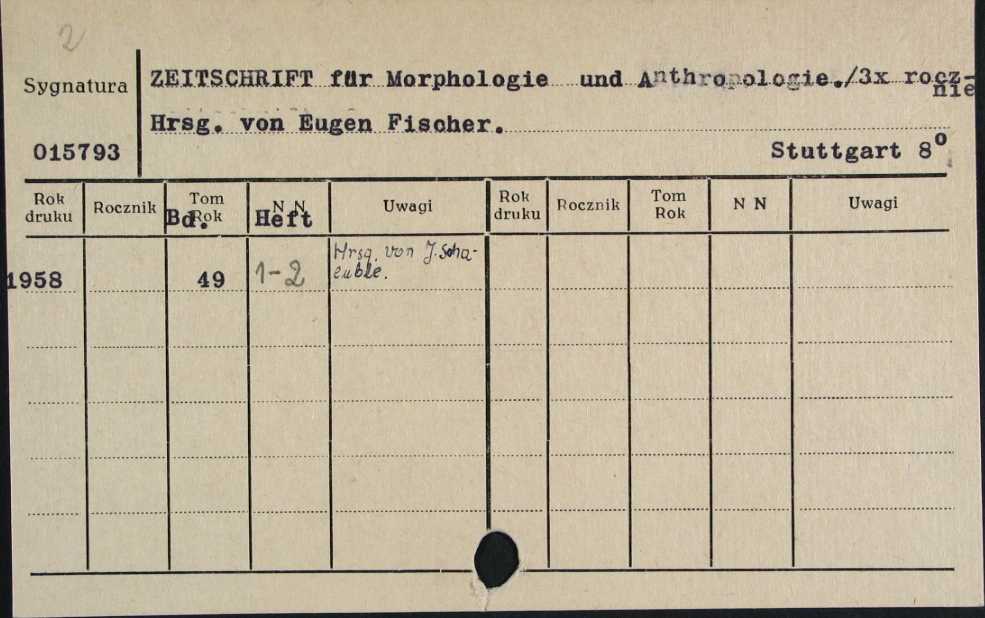 2
Sygnatura
ZEITSCHRIFT für Morphologie und Anthropologie./3x rocz-
nie
Hrsg. von Eugen Fischer.
015793
Stuttgart 8º
Rok druku Rocznik Tom Rok N N Uwagi Rok druku Rocznik Tom Rok N N Uwagi
Bd. Heft
1958 49 1-2 Hrsg. von J. Scha-
euble.